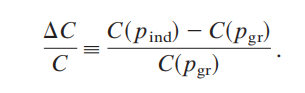 ΔC/C ≡ (C(p_ind) − C(p_gr))/C(p_gr).